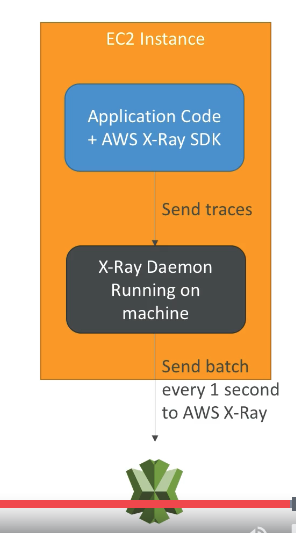 EC2 Instance
Application Code
+ AWS X-Ray SDK
Send traces
X-Ray Daemon
Running on
machine
Send batch
every 1 second
to AWS X-Ray